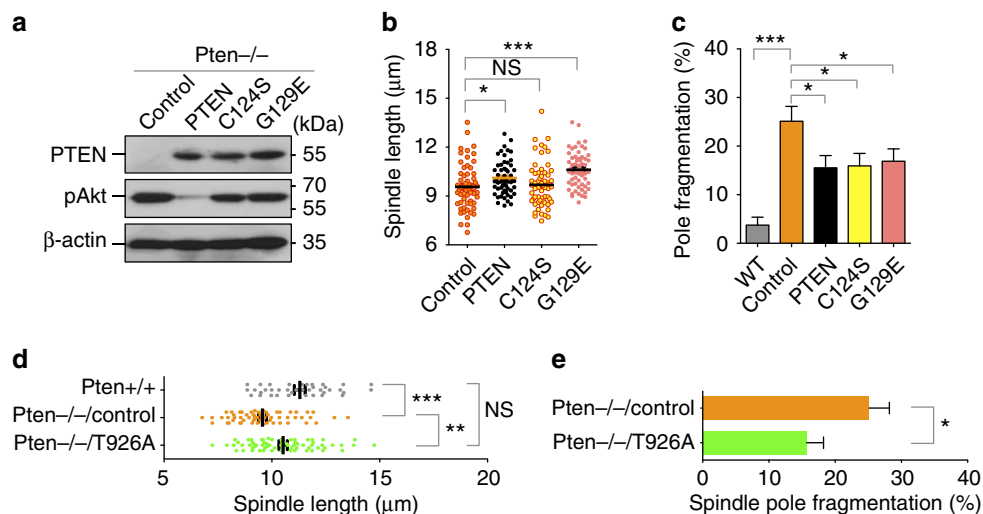 a
Pten–/–
Control
PTEN
C124S
G129E
(kDa)
PTEN
55
pAkt
70
55
β-actin
35
b
Spindle length (μm)
18
15
12
9
6
***
NS
*
Control
PTEN
C124S
G129E
c
Pole fragmentation (%)
40
30
20
10
0
***
*
*
*
WT
Control
PTEN
C124S
G129E
d
Pten+/+
Pten–/–/control
Pten–/–/T926A
***
**
NS
5
10
15
20
Spindle length (μm)
e
Pten–/–/control
Pten–/–/T926A
*
0
10
20
30
40
Spindle pole fragmentation (%)